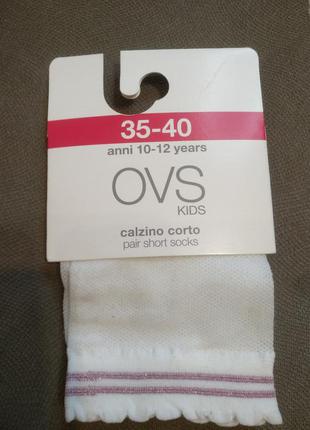 35-40
anni 10-12 years
OVS
KIDS
calzino corto
pair short socks